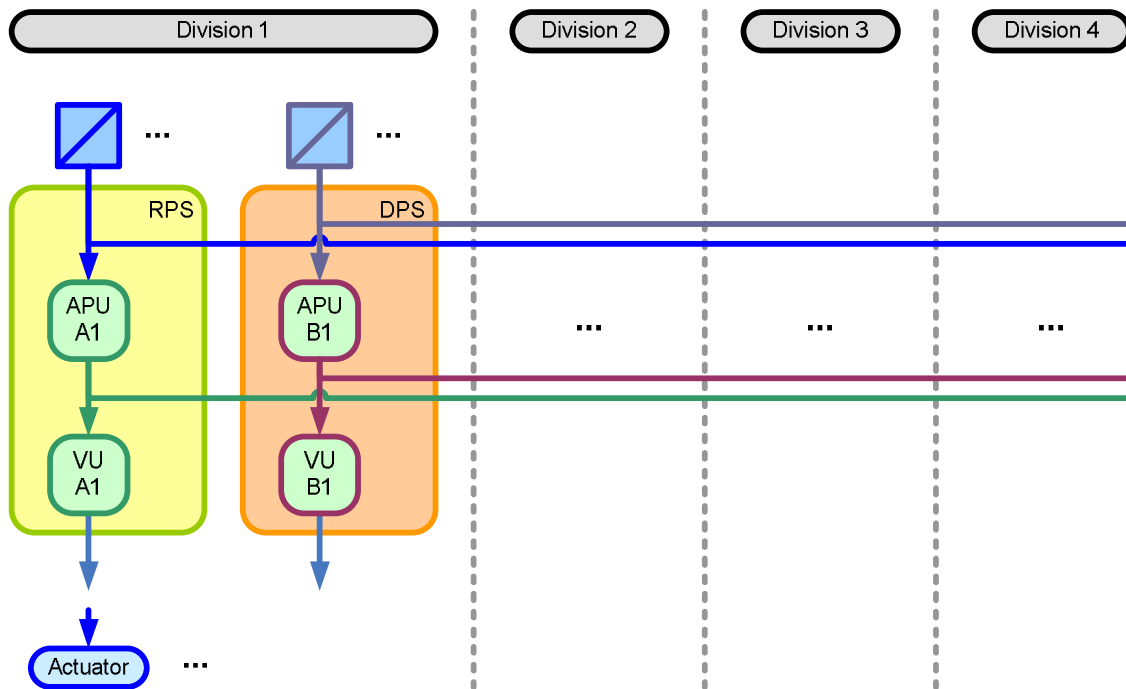 Division 1
Division 2
Division 3
Division 4
...
...
RPS
DPS
APU
A1
APU
B1
...
...
...
VU
A1
VU
B1
Actuator
...